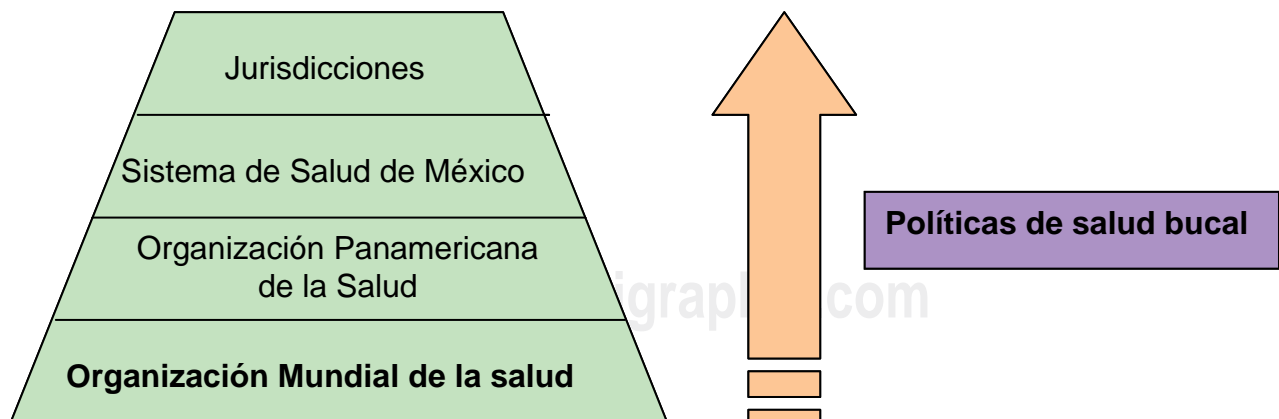 Jurisdicciones
Sistema de Salud de México
Organización Panamericana
de la Salud
Organización Mundial de la salud
Políticas de salud bucal